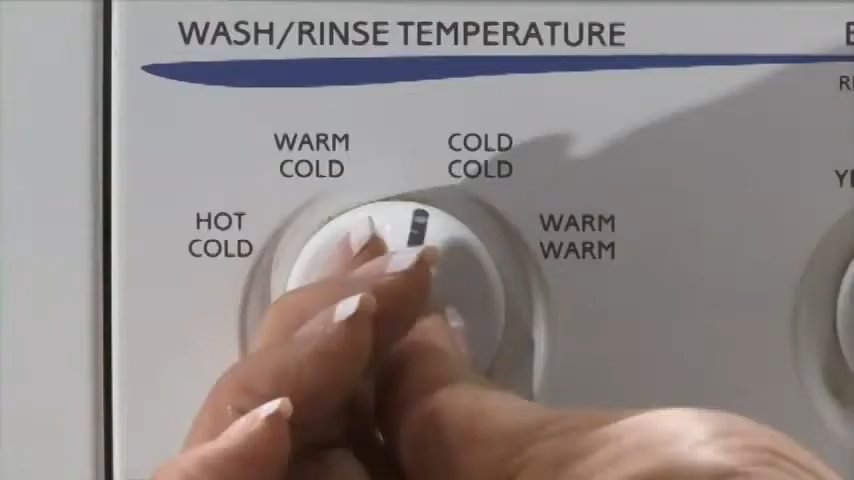 WASH/RINSE TEMPERATURE
WARM
COLD
COLD
COLD
HOT
COLD
WARM
WARM